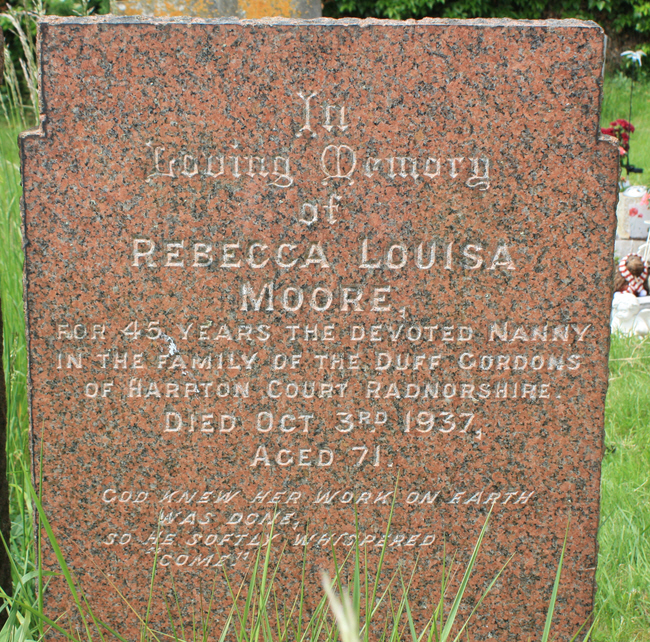 In
Loving Memory
of
REBECCA LOUISA
MOORE,
FOR 45 YEARS THE DEVOTED NANNY
IN THE FAMILY OF THE DUFF GORDONS
OF HARPTON COURT RADNORSHIRE.
DIED OCT 3RD 1937,
AGED 71.
GOD KNEW HER WORK ON EARTH
WAS DONE,
SO HE SOFTLY WHISPERED
"COME."